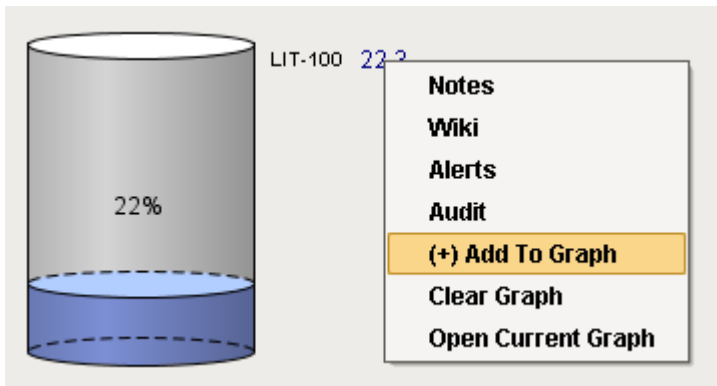 LIT-100
22%
Notes
Wiki
Alerts
Audit
(+) Add To Graph
Clear Graph
Open Current Graph